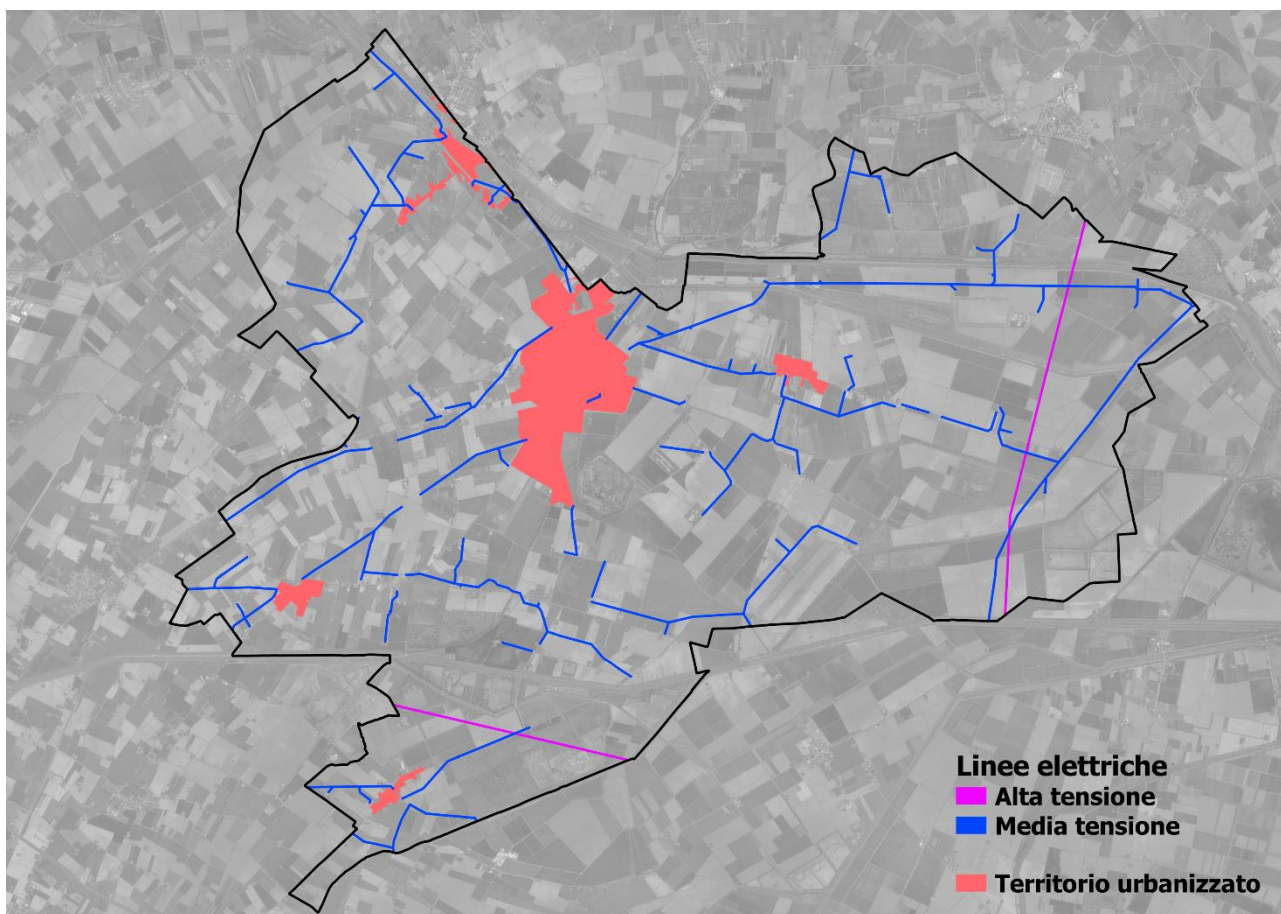 Linee elettriche
Alta tensione
Media tensione
Territorio urbanizzato